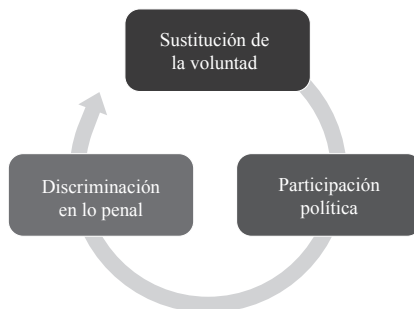 Sustitución de
la voluntad
Discriminación
en lo penal
Participación
política